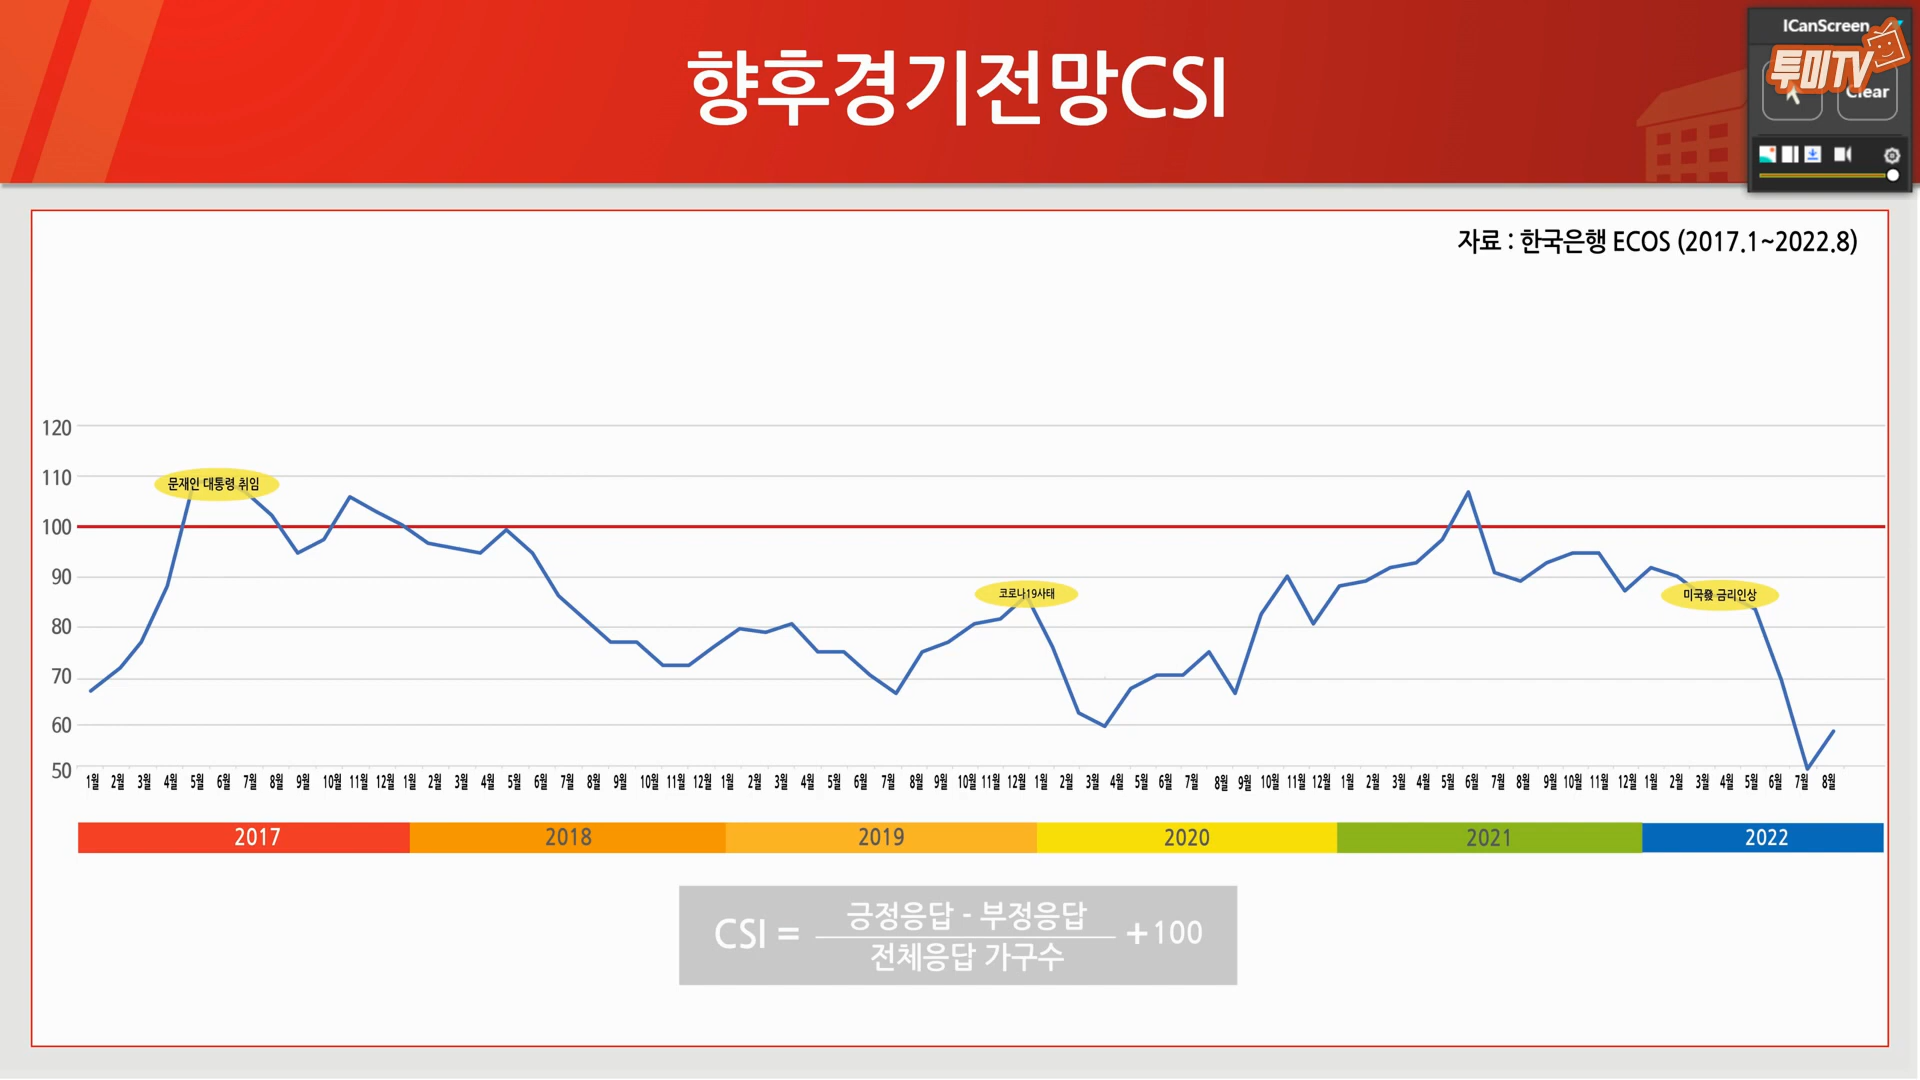 향후경기전망CSI
ICanScreen
투미TV
Clear
자료 : 한국은행 ECOS (2017.1~2022.8)
120
110
100
90
80
70
60
50
문재인 대통령 취임
코로나19사태
미국發 금리인상
1월 2월 3월 4월 5월 6월 7월 8월 9월 10월 11월 12월 1월 2월 3월 4월 5월 6월 8월 9월 10월 11월 12월 1월 2월 3월 4월 5월 6월 7월 8월 9월 10월 11월 12월 1월 2월 3월 4월 5월 6월 7월 8월 9월 10월 11월 12월 1월 2월 3월 4월 5월 6월 7월 8월 9월 10월 11월 12월 1월 2월 3월 4월 5월 6월 7월 8월
2017 2018 2019 2020 2021 2022
CSI = 긍정응답 - 부정응답 +100
전체응답 가구수